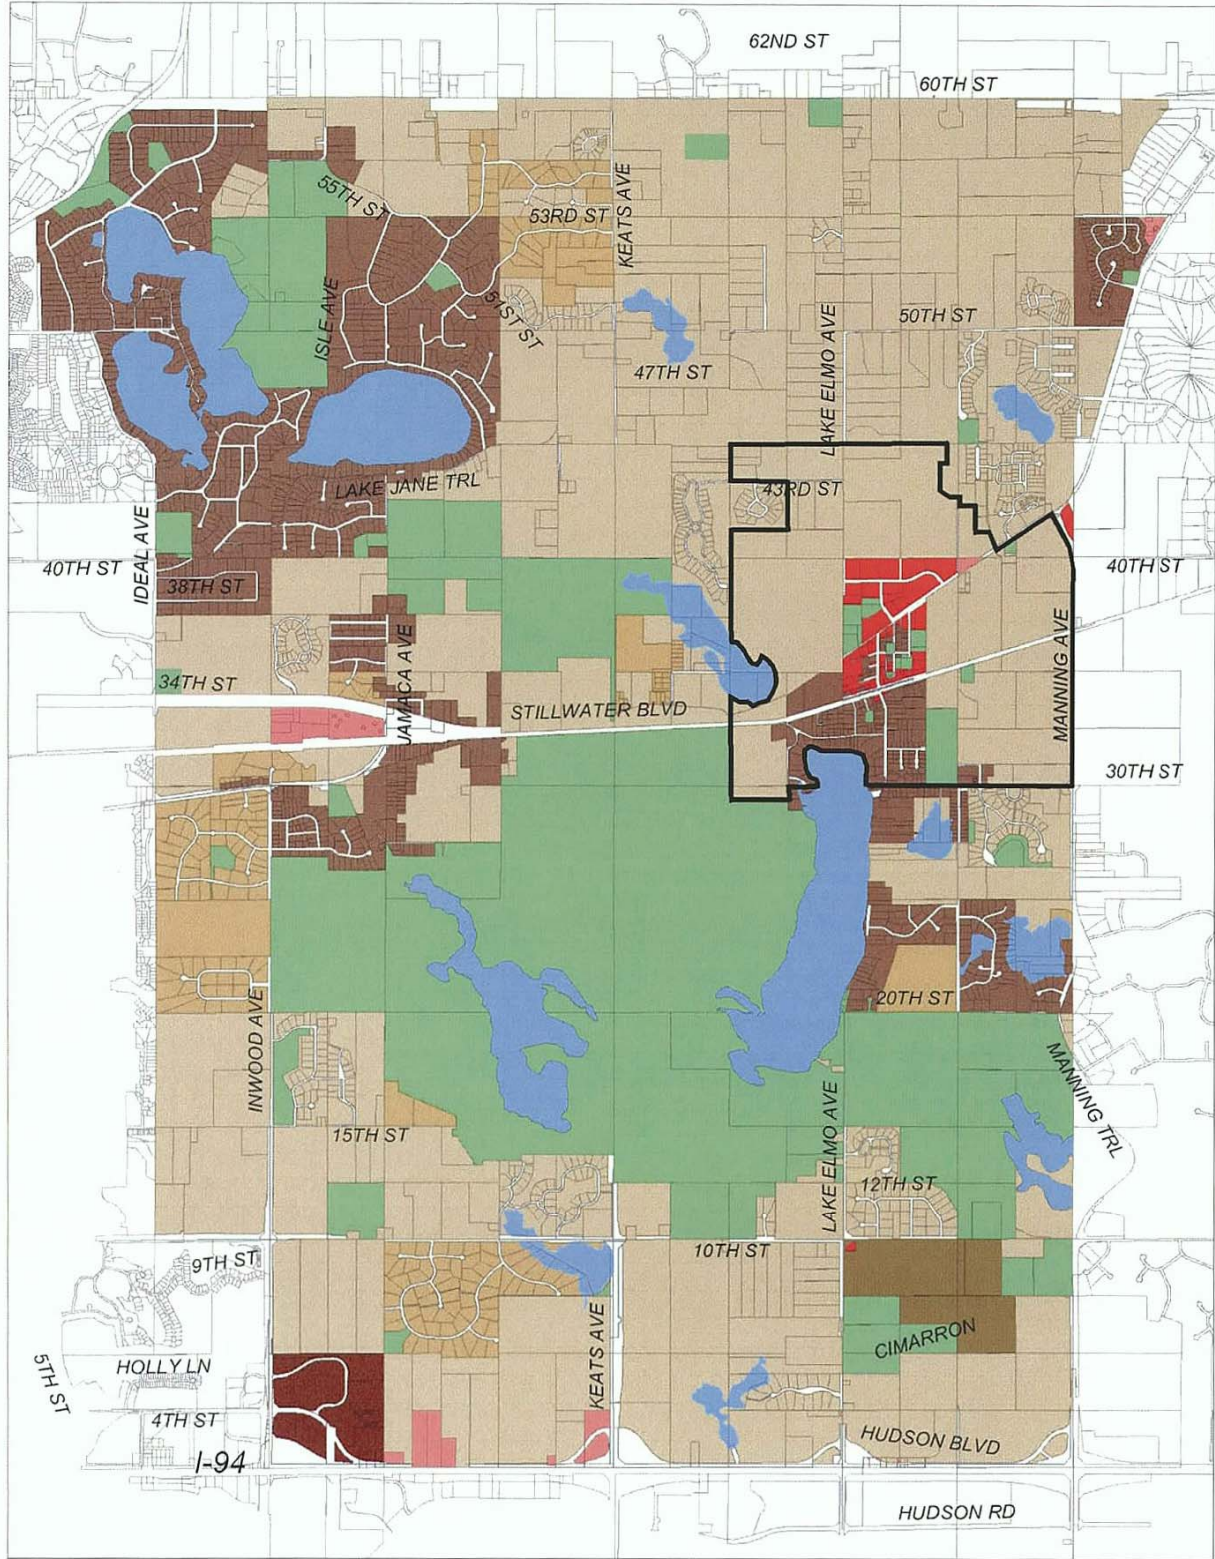 62ND ST
60TH ST
55TH ST
53RD ST
KEATS AVE
ISLE AVE
51ST ST
50TH ST
47TH ST
LAKE ELMO AVE
LAKE JANE TRL
43RD ST
IDEAL AVE
40TH ST
40TH ST
38TH ST
JAMACA AVE
MANNING AVE
34TH ST
STILLWATER BLVD
30TH ST
20TH ST
INWOOD AVE
MANNING TRL
15TH ST
LAKE ELMO AVE
12TH ST
10TH ST
9TH ST
CIMARRON
HOLLY LN
5TH ST
KEATS AVE
4TH ST
HUDSON BLVD
I-94
HUDSON RD